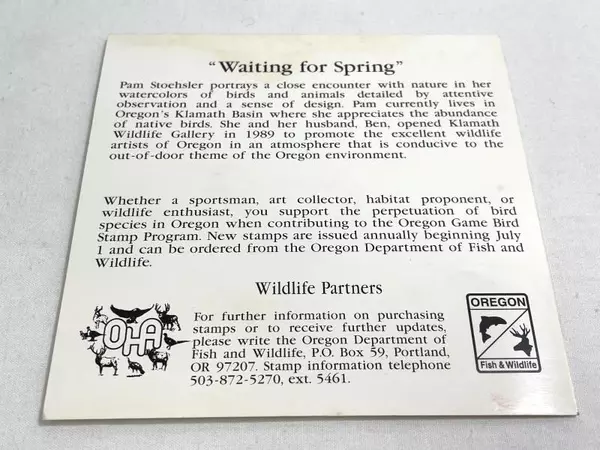 “Waiting for Spring”
Pam Stoehsler portrays a close encounter with nature in her
watercolors of birds and animals detailed by attentive
observation and a sense of design. Pam currently lives in
Oregon's Klamath Basin where she appreciates the abundance
of native birds. She and her husband, Ben, opened Klamath
Wildlife Gallery in 1989 to promote the excellent wildlife
artists of Oregon in an atmosphere that is conducive to the
out-of-door theme of the Oregon environment.
Whether a sportsman, art collector, habitat proponent, or
wildlife enthusiast, you support the perpetuation of bird
species in Oregon when contributing to the Oregon Game Bird
Stamp Program. New stamps are issued annually beginning July
1 and can be ordered from the Oregon Department of Fish and
Wildlife.
Wildlife Partners
OHA
For further information on purchasing
stamps or to receive further updates,
please write the Oregon Department of
Fish and Wildlife, P.O. Box 59, Portland,
OR 97207. Stamp information telephone
503-872-5270, ext. 5461.
OREGON
Fish & Wildlife